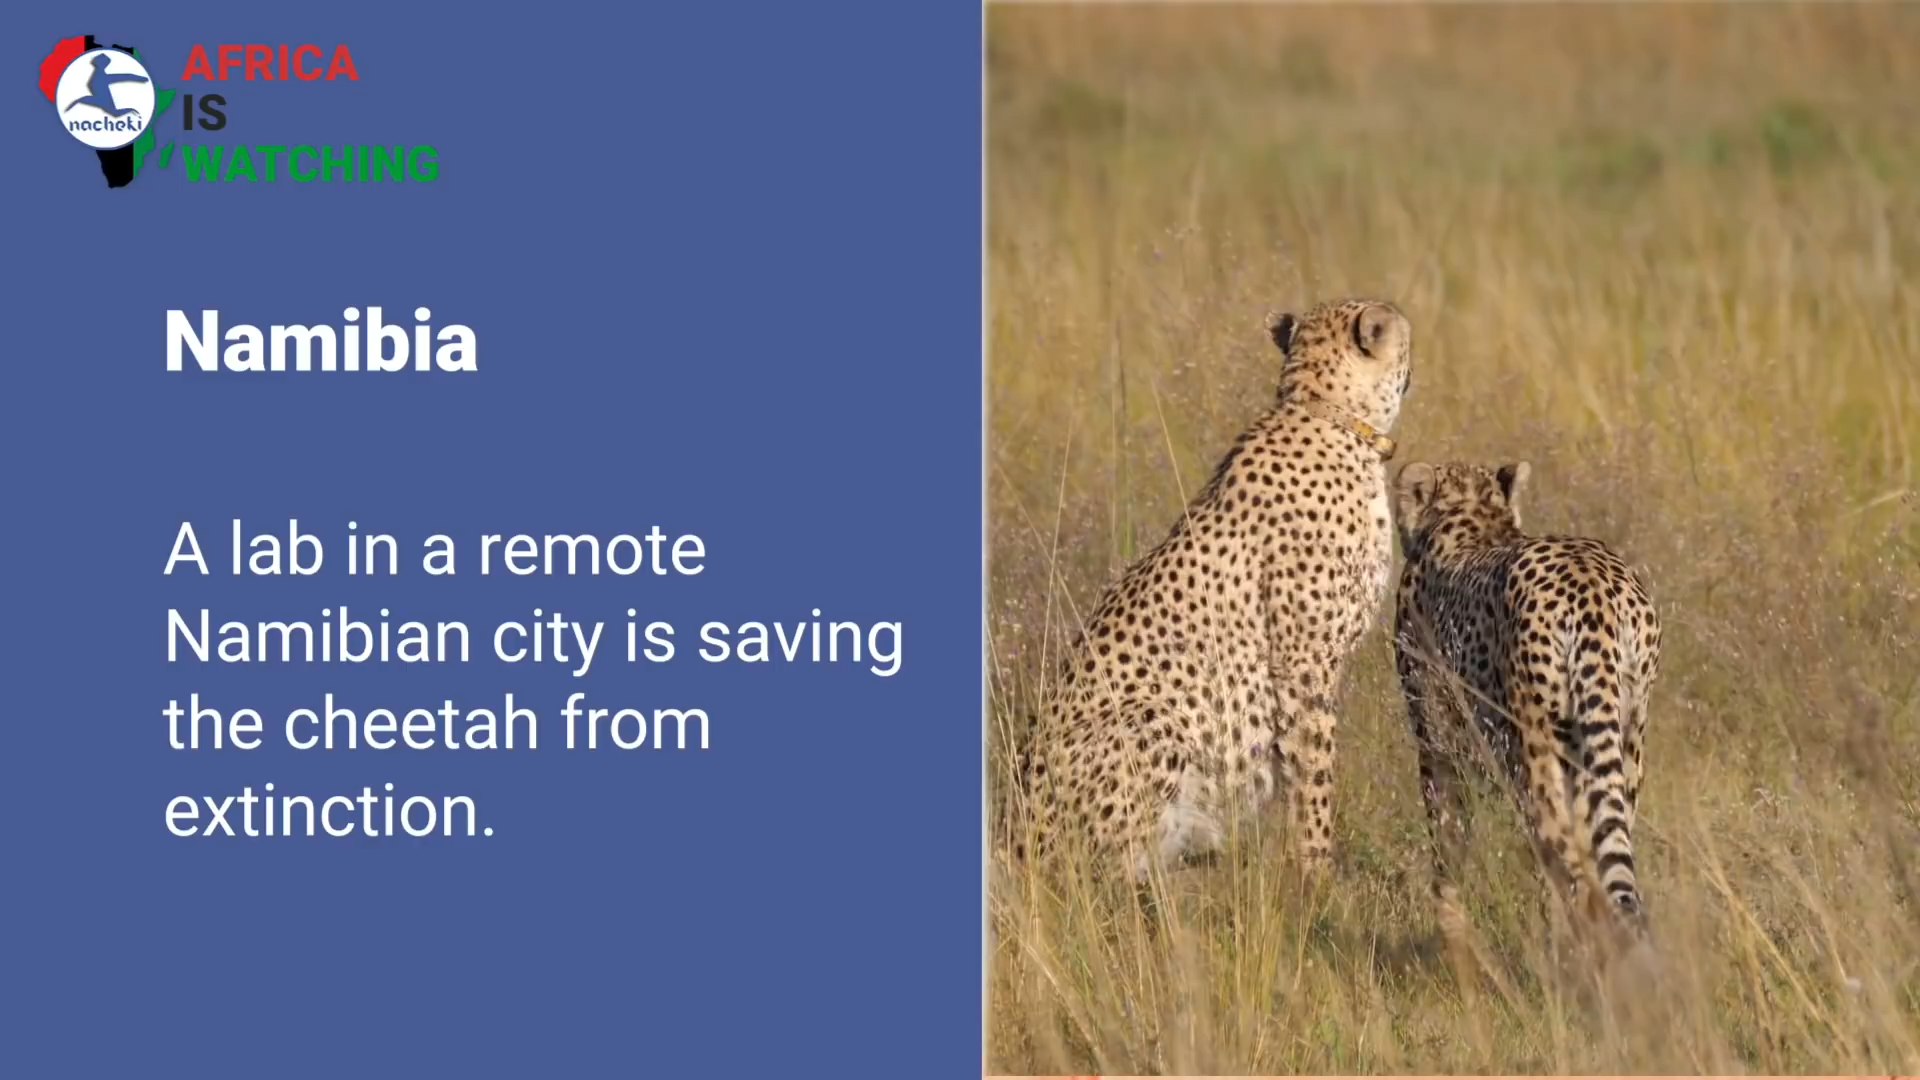 nacheki
AFRICA
IS
WATCHING
Namibia
A lab in a remote
Namibian city is saving
the cheetah from
extinction.